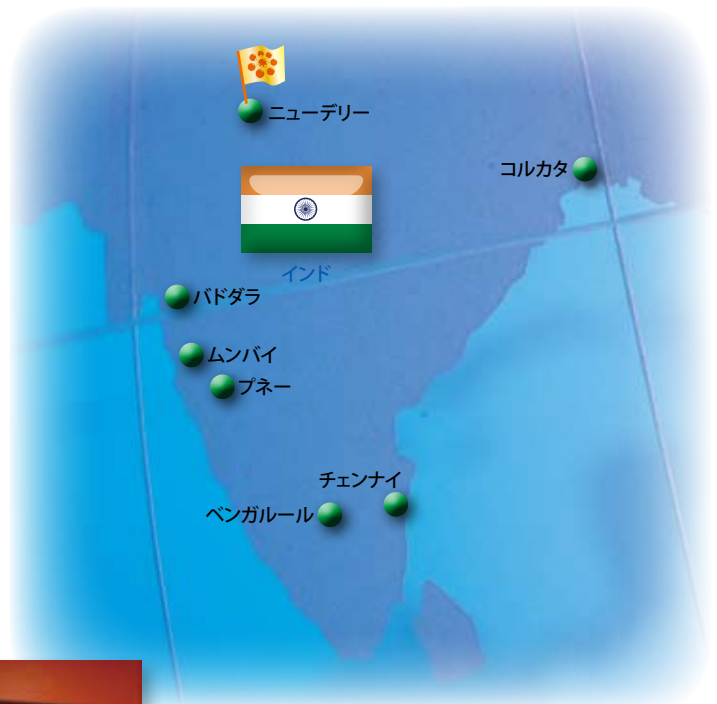 ニューデリー
コルカタ
インド
バドダラ
ムンバイ
プネー
チェンナイ
ベンガルール